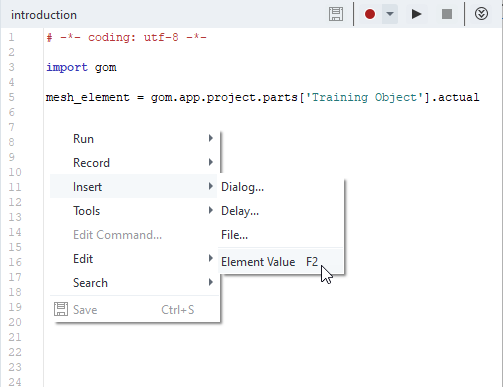 introduction
1 # -*- coding: utf-8 -*-
2
3 import gom
4
5 mesh_element = gom.app.project.parts['Training Object'].actual
6
7
8
9 Run
10 Record
11 Insert Dialog...
12
13 Tools Delay...
14 Edit Command... File...
15
16 Edit Element Value F2
17 Search
18
19 Save Ctrl+S
20
21
22
23
24